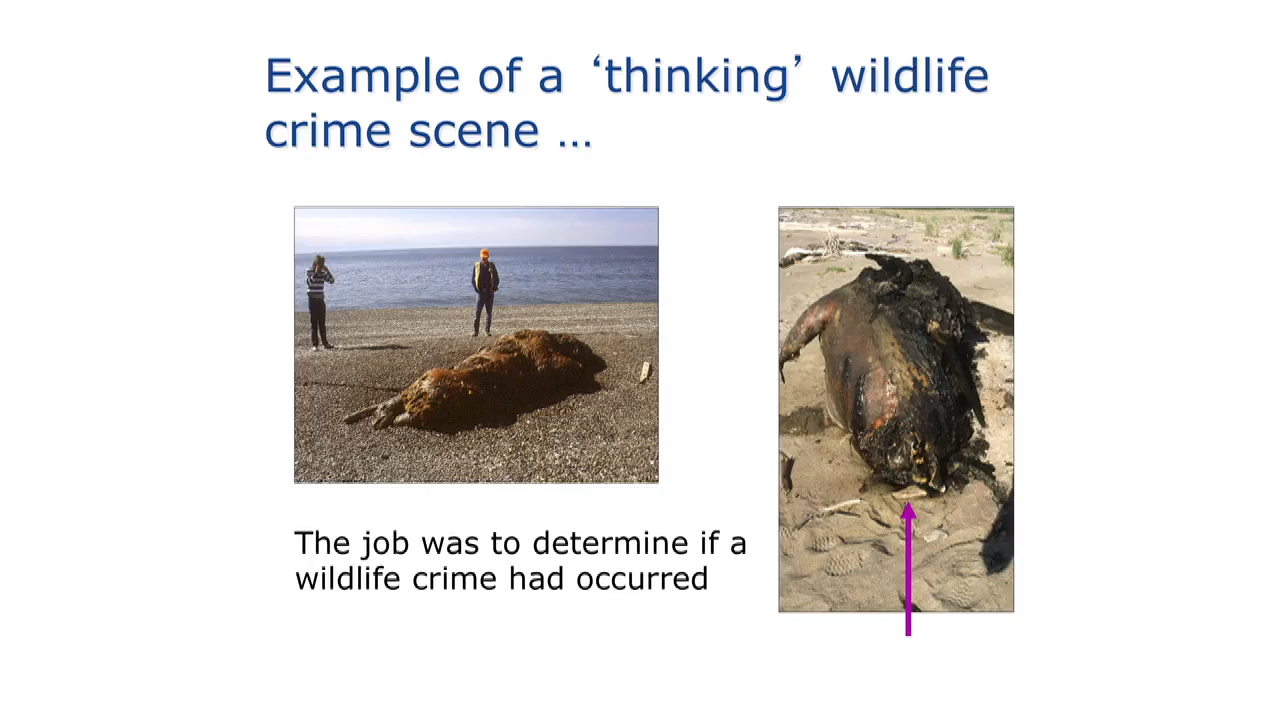 Example of a ‘thinking’ wildlife
crime scene …
The job was to determine if a
wildlife crime had occurred